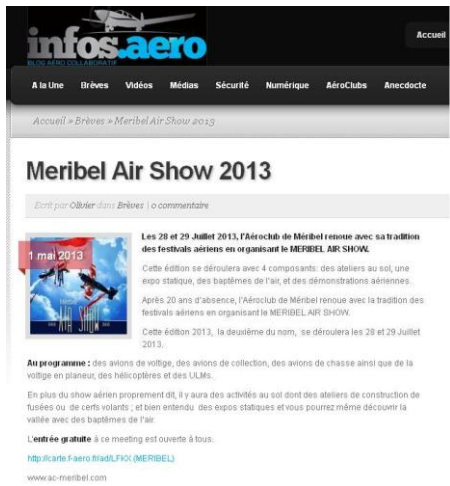 infos.aero
BLOG AERO COLLABORATIF
Accueil
A la Une Brèves Vidéos Médias Sécurité Numérique AéroClubs Anecdocte
Accueil » Brèves » Meribel Air Show 2013
Meribel Air Show 2013
Ecrit par Olivier dans Brèves | 0 commentaire
1 mai 2013
MERIBEL
AIR SHOW
Les 28 et 29 Juillet 2013, l'Aéroclub de Méribel renoue avec sa tradition
des festivals aériens en organisant le MERIBEL AIR SHOW.
Cette édition se déroulera avec 4 composants: des ateliers au sol, une
expo statique, des baptêmes de l'air, et des démonstrations aériennes.
Après 20 ans d'absence, l'Aéroclub de Méribel renoue avec la tradition des
festivals aériens en organisant le MERIBEL AIR SHOW.
Cette édition 2013, la deuxième du nom, se déroulera les 28 et 29 Juillet
2013.
Au programme : des avions de voltige, des avions de collection, des avions de chasse ainsi que de la
voltige en planeur, des hélicoptères et des ULMs.
En plus du show aérien proprement dit, il y aura des activités au sol dont des ateliers de construction de
fusées ou de cerfs volants ; et bien entendu des expos statiques et vous pourrez même découvrir la
vallée avec des baptêmes de l'air.
L'entrée gratuite à ce meeting est ouverte à tous.
http://carte.f-aero.fr/ad/LFKX (MERIBEL)
www.ac-meribel.com